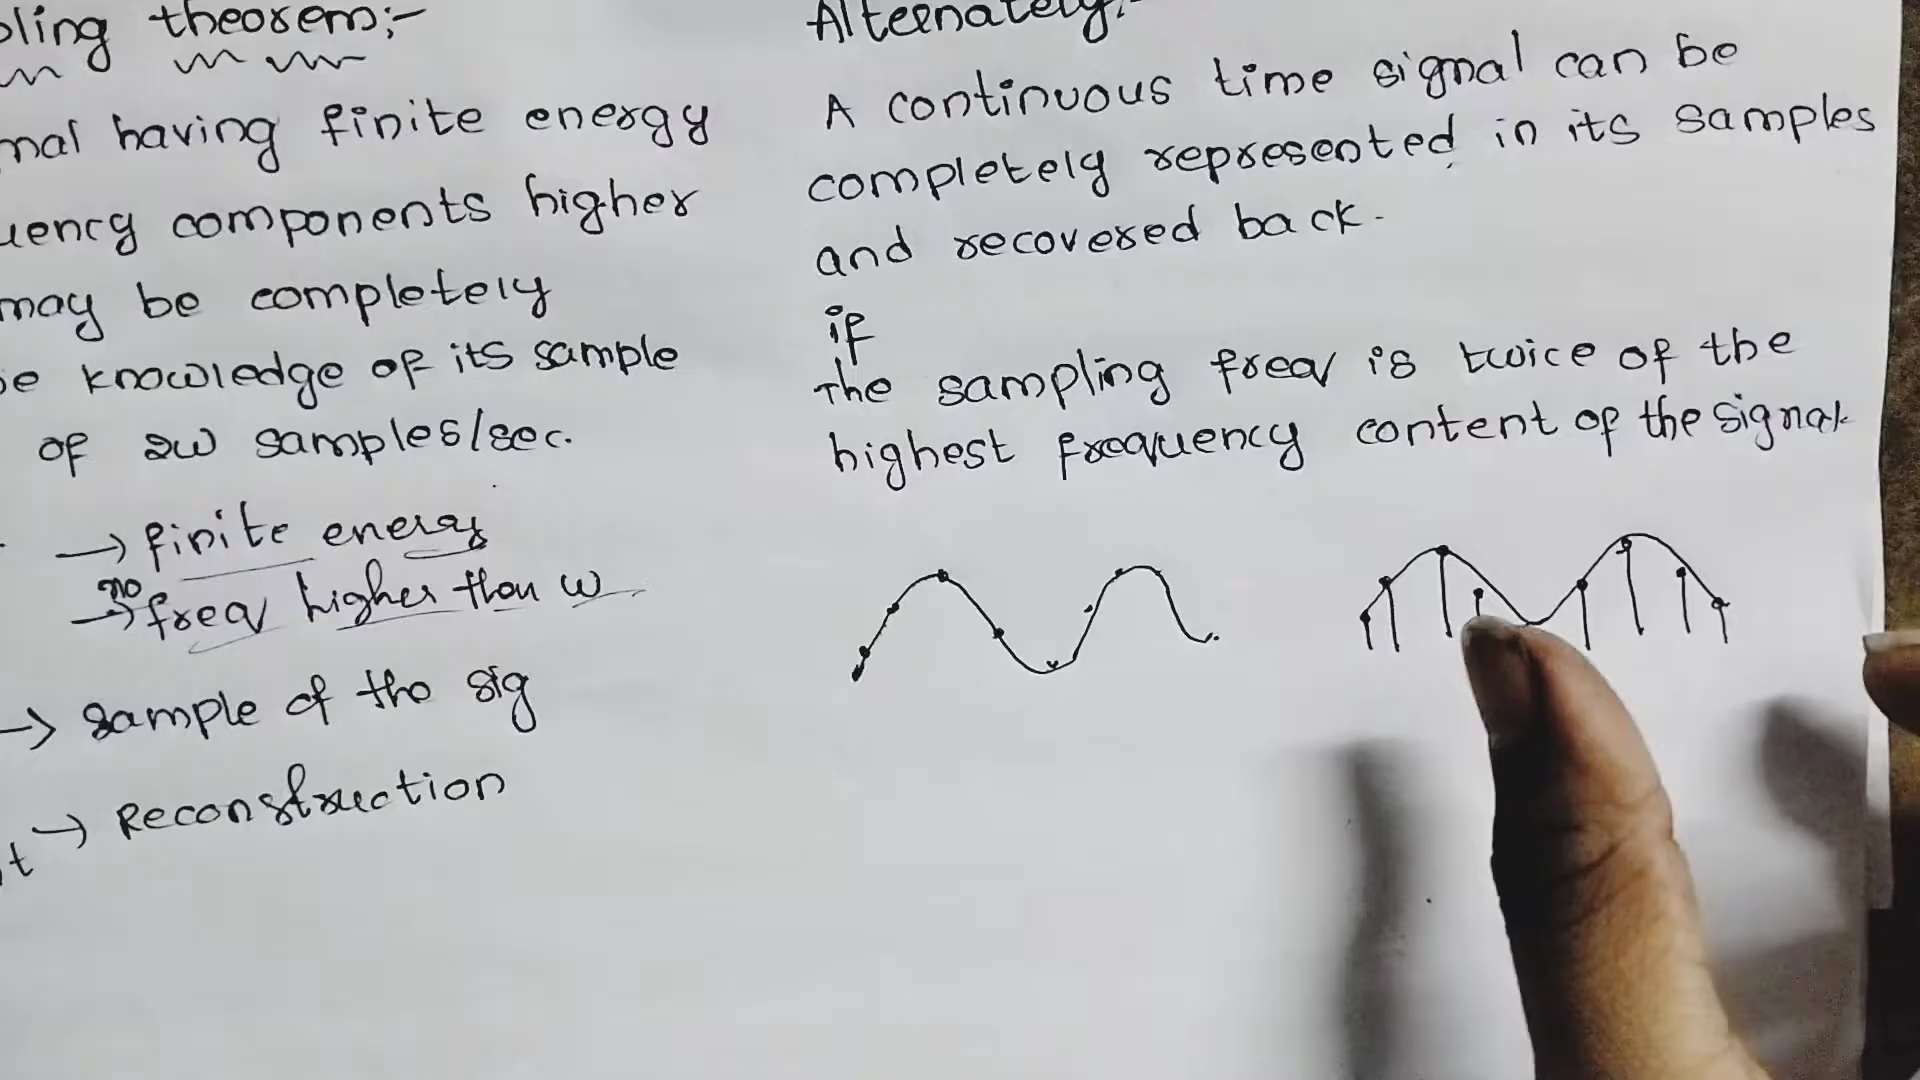 pling theorem:-
nal having finite energy
uency components higher
may be completely
knowledge of its sample
of 2W samples/sec.
→ finite energy
no
→ freq higher than W
→ sample of the sig
t → Reconstruction
Alternately:-
A continuous time signal can be
completely represented in its samples
and recovered back.
if
The sampling freq is twice of the
highest frequency content of the signal